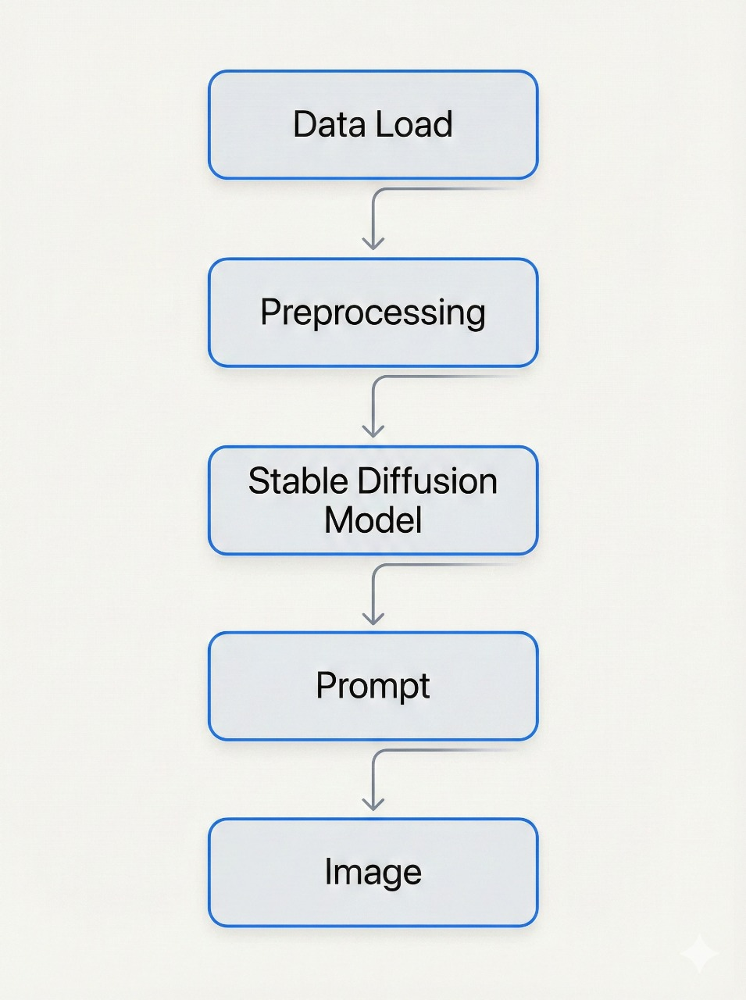 Data Load
Preprocessing
Stable Diffusion
Model
Prompt
Image